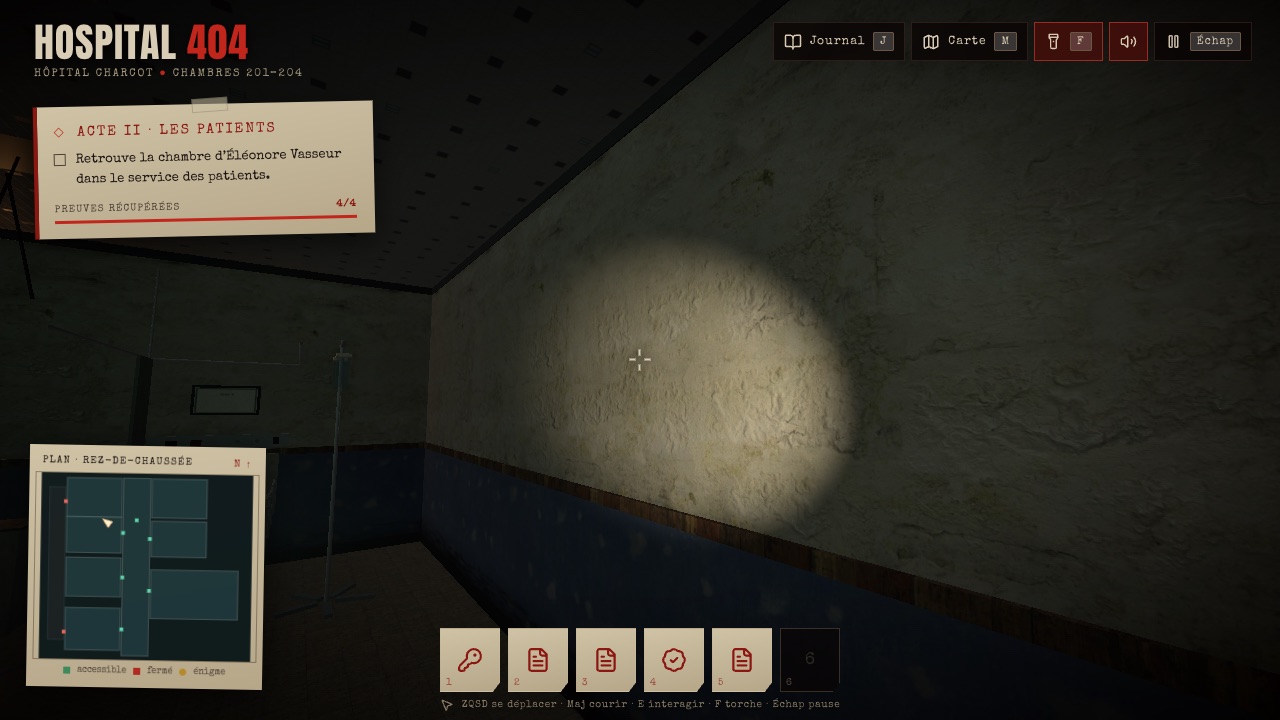 HOSPITAL 404
HÔPITAL CHARCOT • CHAMBRES 201–204
Journal J
Carte M
F
Échap
ACTE II · LES PATIENTS
Retrouve la chambre d'Éléonore Vasseur
dans le service des patients.
PREUVES RÉCUPÉRÉES 4/4
PLAN · REZ-DE-CHAUSSÉE N ↑
accessible fermé énigme
1 2 3 4 5 6 6
ZQSD se déplacer · Maj courir · E interagir · F torche · Échap pause